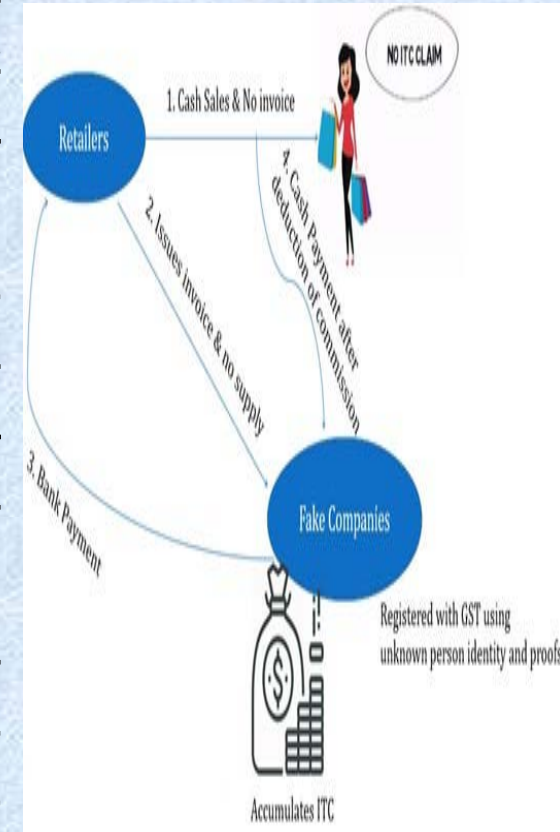 NO ITC CLAIM
1. Cash Sales & No invoice
Retailers
4. Cash Payment after
deduction of commission
2. Issues invoice & no supply
3. Bank Payment
Fake Companies
Registered with GST using
unknown person identity and proofs
$
Accumulates ITC